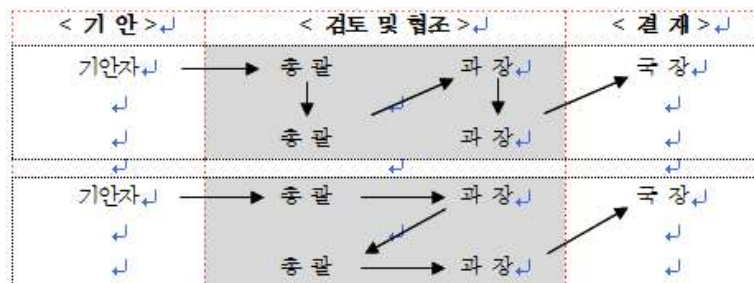 < 기 안 > < 검토 및 협조 > < 결 재 >
기안자 총 괄 과 장 국 장
총 괄 과 장
기안자 총 괄 과 장 국 장
총 괄 과 장